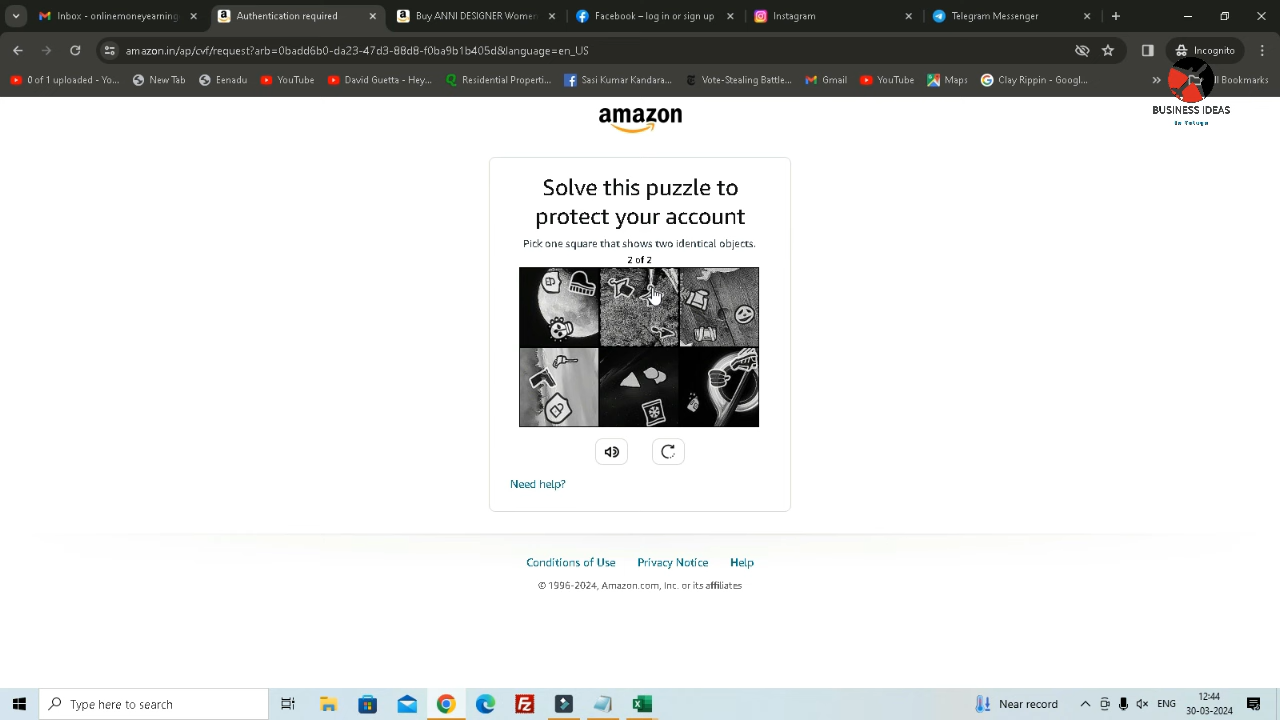 Inbox - onlinemoneyearning
Authentication required
Buy ANNI DESIGNER Women
Facebook – log in or sign up
Instagram
Telegram Messenger
amazon.in/ap/cvf/request?arb=0badd6b0-da23-47d3-88d8-f0ba9b1b405d&language=en_US
Incognito
0 of 1 uploaded - Yo...
New Tab
Eenadu
YouTube
David Guetta - Hey...
Residential Properti...
Sasi Kumar Kandara...
Vote-Stealing Battle...
Gmail
YouTube
Maps
Clay Rippin - Googl...
ll Bookmarks
BUSINESS IDEAS
In Telugu
amazon
Solve this puzzle to
protect your account
Pick one square that shows two identical objects.
2 of 2
Need help?
Conditions of Use
Privacy Notice
Help
© 1996-2024, Amazon.com, Inc. or its affiliates
Type here to search
Near record
ENG
12:44
30-03-2024